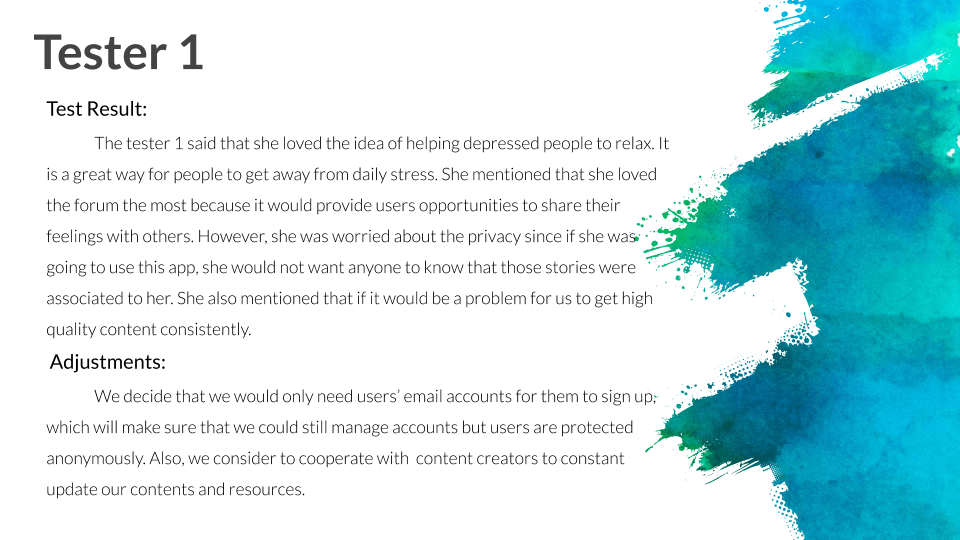 Tester 1
Test Result:
The tester 1 said that she loved the idea of helping depressed people to relax. It
is a great way for people to get away from daily stress. She mentioned that she loved
the forum the most because it would provide users opportunities to share their
feelings with others. However, she was worried about the privacy since if she was
going to use this app, she would not want anyone to know that those stories were
associated to her. She also mentioned that if it would be a problem for us to get high
quality content consistently.
Adjustments:
We decide that we would only need users’ email accounts for them to sign up,
which will make sure that we could still manage accounts but users are protected
anonymously. Also, we consider to cooperate with  content creators to constant
update our contents and resources.